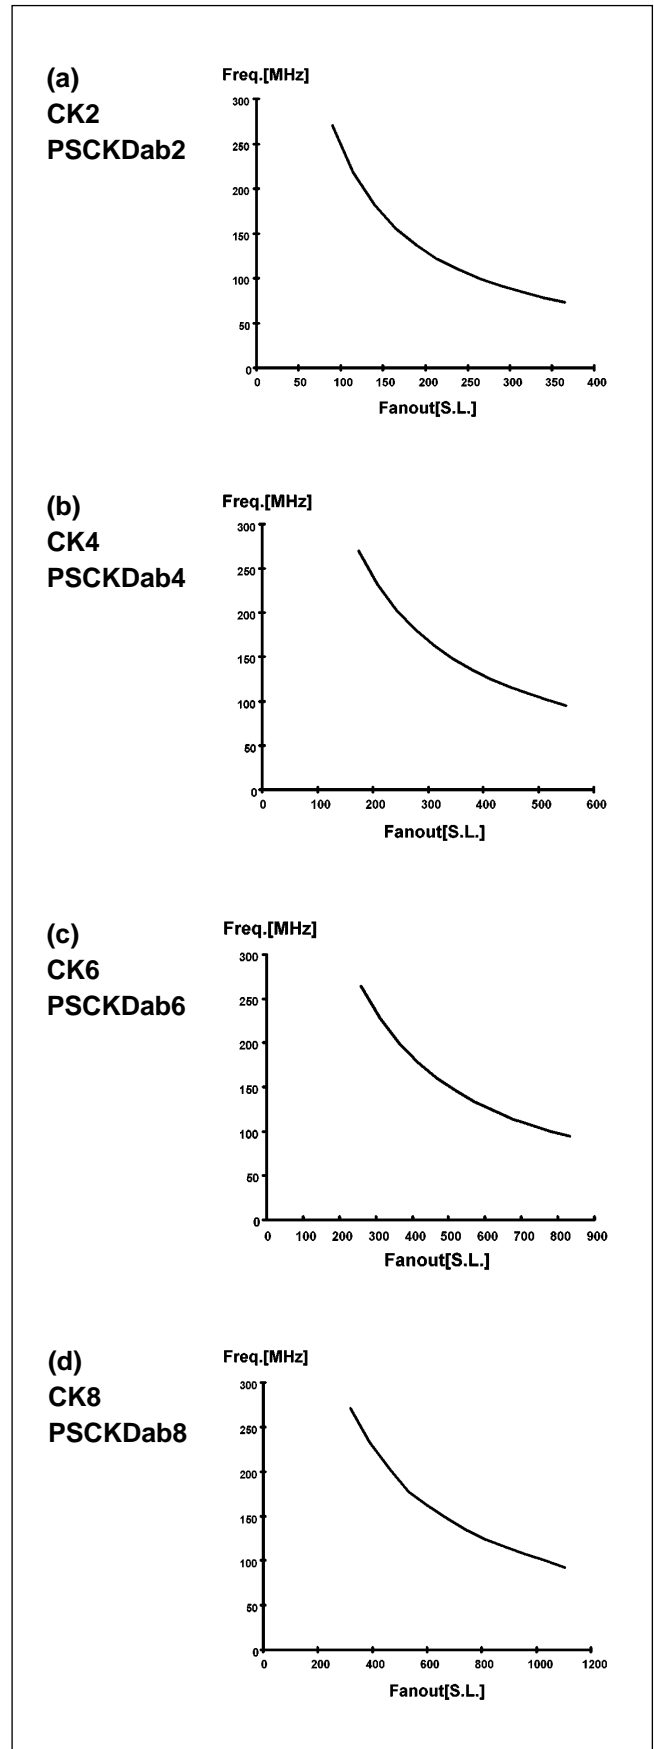 (a)
CK2
PSCKDab2
Freq.[MHz]
300
250
200
150
100
50
0
0 50 100 150 200 250 300 350 400
Fanout[S.L.]
(b)
CK4
PSCKDab4
Freq.[MHz]
300
250
200
150
100
50
0
0 100 200 300 400 500 600
Fanout[S.L.]
(c)
CK6
PSCKDab6
Freq.[MHz]
300
250
200
150
100
50
0
0 100 200 300 400 500 600 700 800 900
Fanout[S.L.]
(d)
CK8
PSCKDab8
Freq.[MHz]
300
250
200
150
100
50
0
0 200 400 600 800 1000 1200
Fanout[S.L.]